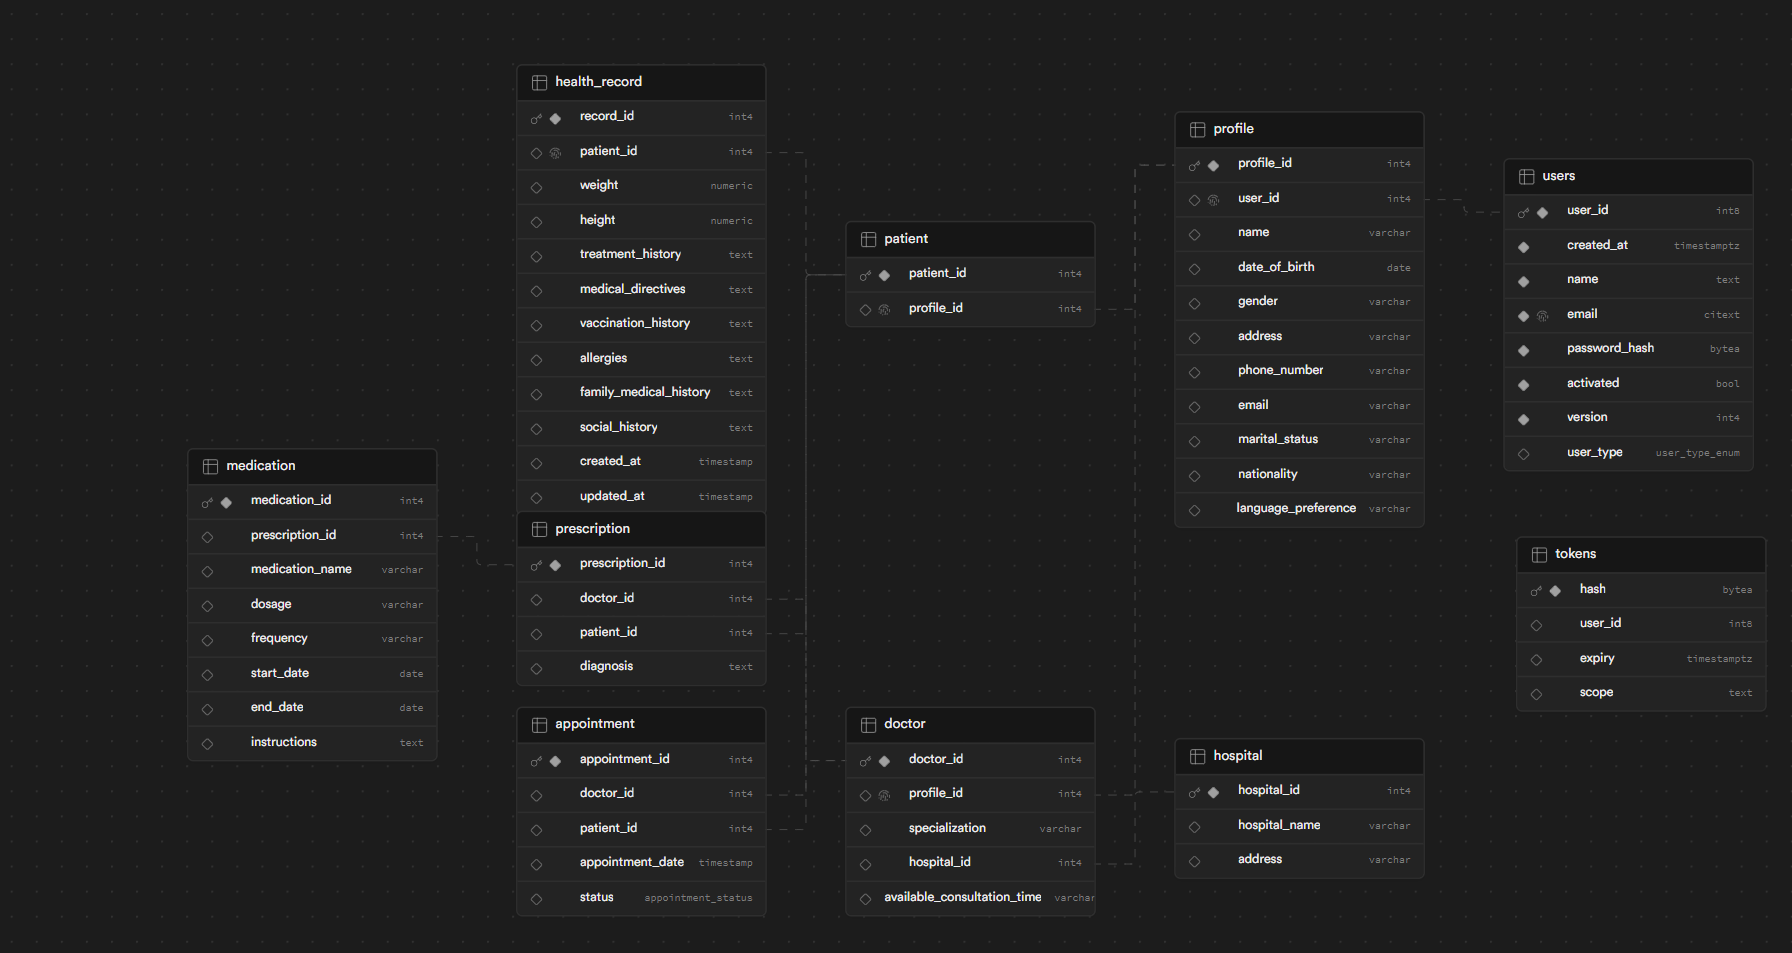 health_record
record_id int4
patient_id int4
weight numeric
height numeric
treatment_history text
medical_directives text
vaccination_history text
allergies text
family_medical_history text
social_history text
created_at timestamp
updated_at timestamp
prescription
prescription_id int4
doctor_id int4
patient_id int4
diagnosis text
appointment
appointment_id int4
doctor_id int4
patient_id int4
appointment_date timestamp
status appointment_status
medication
medication_id int4
prescription_id int4
medication_name varchar
dosage varchar
frequency varchar
start_date date
end_date date
instructions text
patient
patient_id int4
profile_id int4
doctor
doctor_id int4
profile_id int4
specialization varchar
hospital_id int4
available_consultation_time varchar
profile
profile_id int4
user_id int4
name varchar
date_of_birth date
gender varchar
address varchar
phone_number varchar
email varchar
marital_status varchar
nationality varchar
language_preference varchar
hospital
hospital_id int4
hospital_name varchar
address varchar
users
user_id int8
created_at timestamptz
name text
email citext
password_hash bytea
activated bool
version int4
user_type user_type_enum
tokens
hash bytea
user_id int8
expiry timestamptz
scope text